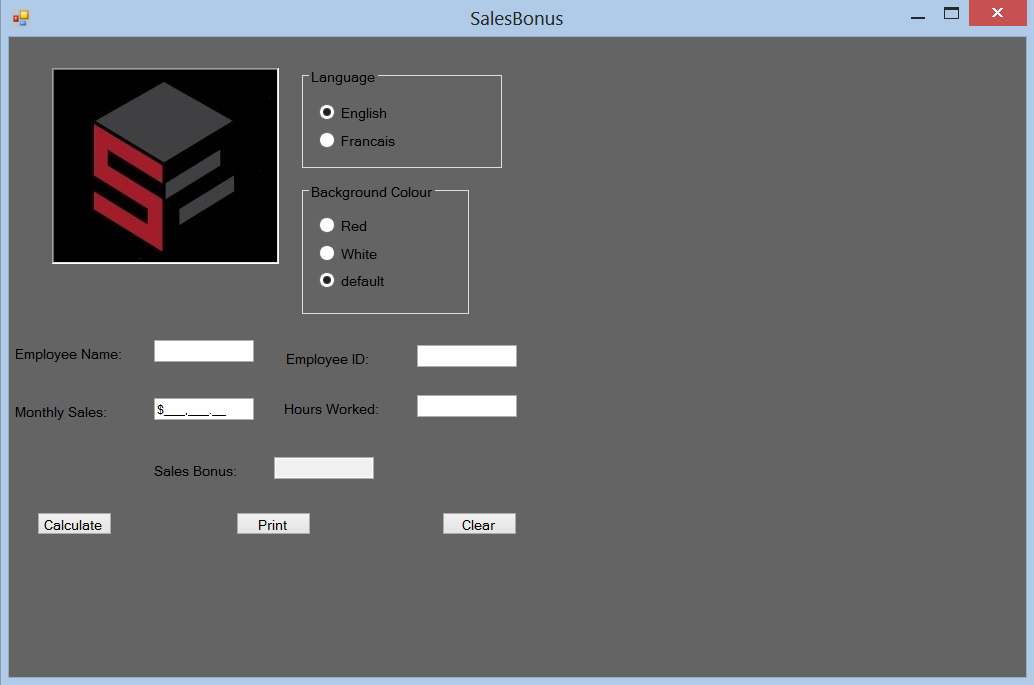 SalesBonus
Language
English
Francais
Background Colour
Red
White
default
Employee Name:
Employee ID:
Monthly Sales: $___,___.__
Hours Worked:
Sales Bonus:
Calculate Print Clear